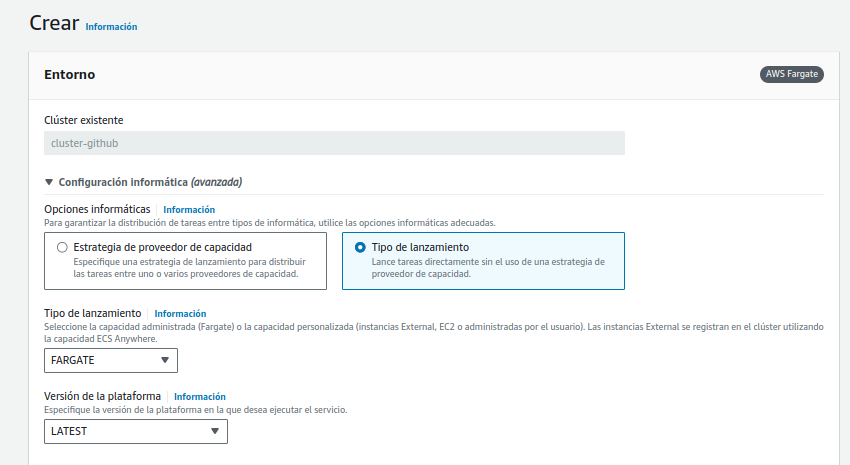 Crear Información
Entorno
AWS Fargate
Clúster existente
cluster-github
Configuración informática (avanzada)
Opciones informáticas Información
Para garantizar la distribución de tareas entre tipos de informática, utilice las opciones informáticas adecuadas.
Estrategia de proveedor de capacidad
Especifique una estrategia de lanzamiento para distribuir
las tareas entre uno o varios proveedores de capacidad.
Tipo de lanzamiento
Lance tareas directamente sin el uso de una estrategia de
proveedor de capacidad.
Tipo de lanzamiento Información
Seleccione la capacidad administrada (Fargate) o la capacidad personalizada (instancias External, EC2 o administradas por el usuario). Las instancias External se registran en el clúster utilizando
la capacidad ECS Anywhere.
FARGATE
Versión de la plataforma Información
Especifique la versión de la plataforma en la que desea ejecutar el servicio.
LATEST